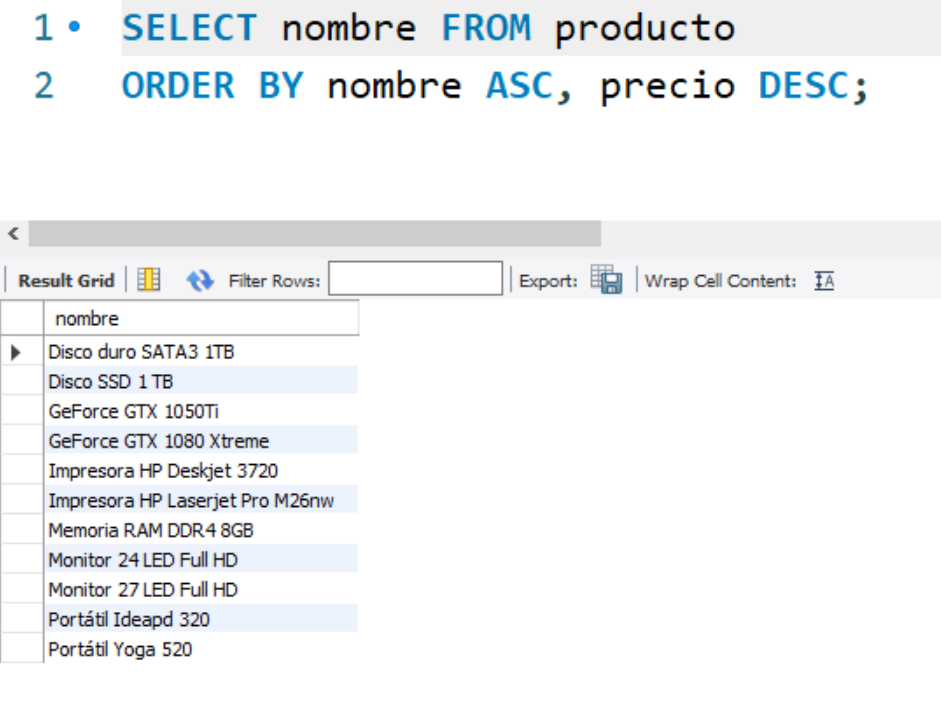 1 SELECT nombre FROM producto
2 ORDER BY nombre ASC, precio DESC;
Result Grid Filter Rows: Export: Wrap Cell Content: IA
nombre
Disco duro SATA3 1TB
Disco SSD 1 TB
GeForce GTX 1050Ti
GeForce GTX 1080 Xtreme
Impresora HP Deskjet 3720
Impresora HP Laserjet Pro M26nw
Memoria RAM DDR4 8GB
Monitor 24 LED Full HD
Monitor 27 LED Full HD
Portátil Ideapd 320
Portátil Yoga 520